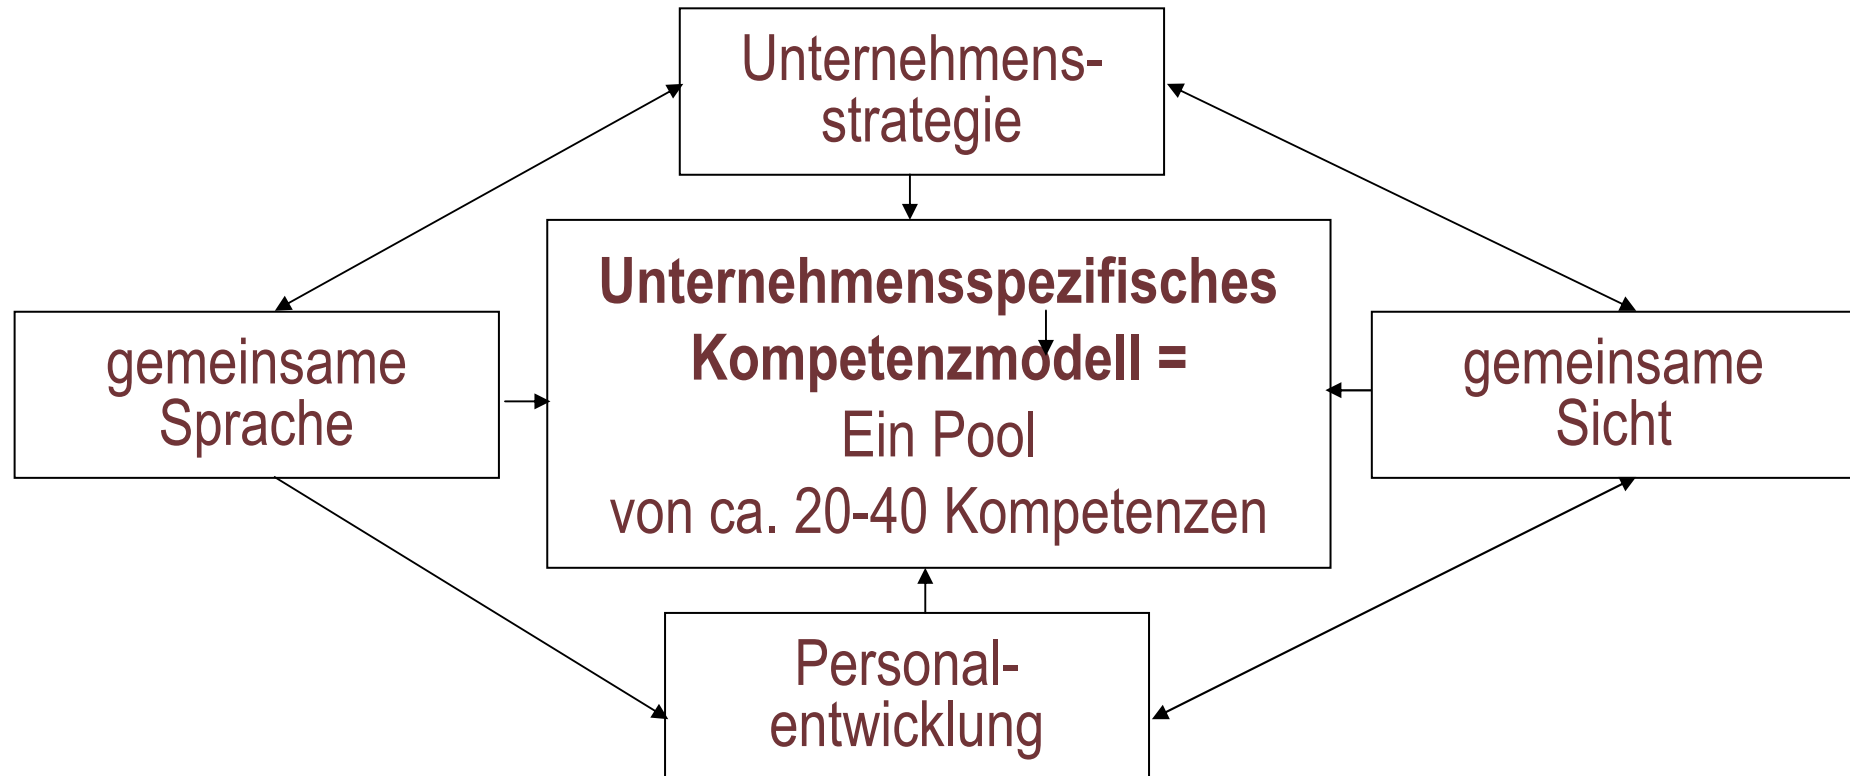 Unternehmens-
strategie
Unternehmensspezifisches
Kompetenzmodell =
Ein Pool
von ca. 20-40 Kompetenzen
gemeinsame
Sprache
gemeinsame
Sicht
Personal-
entwicklung